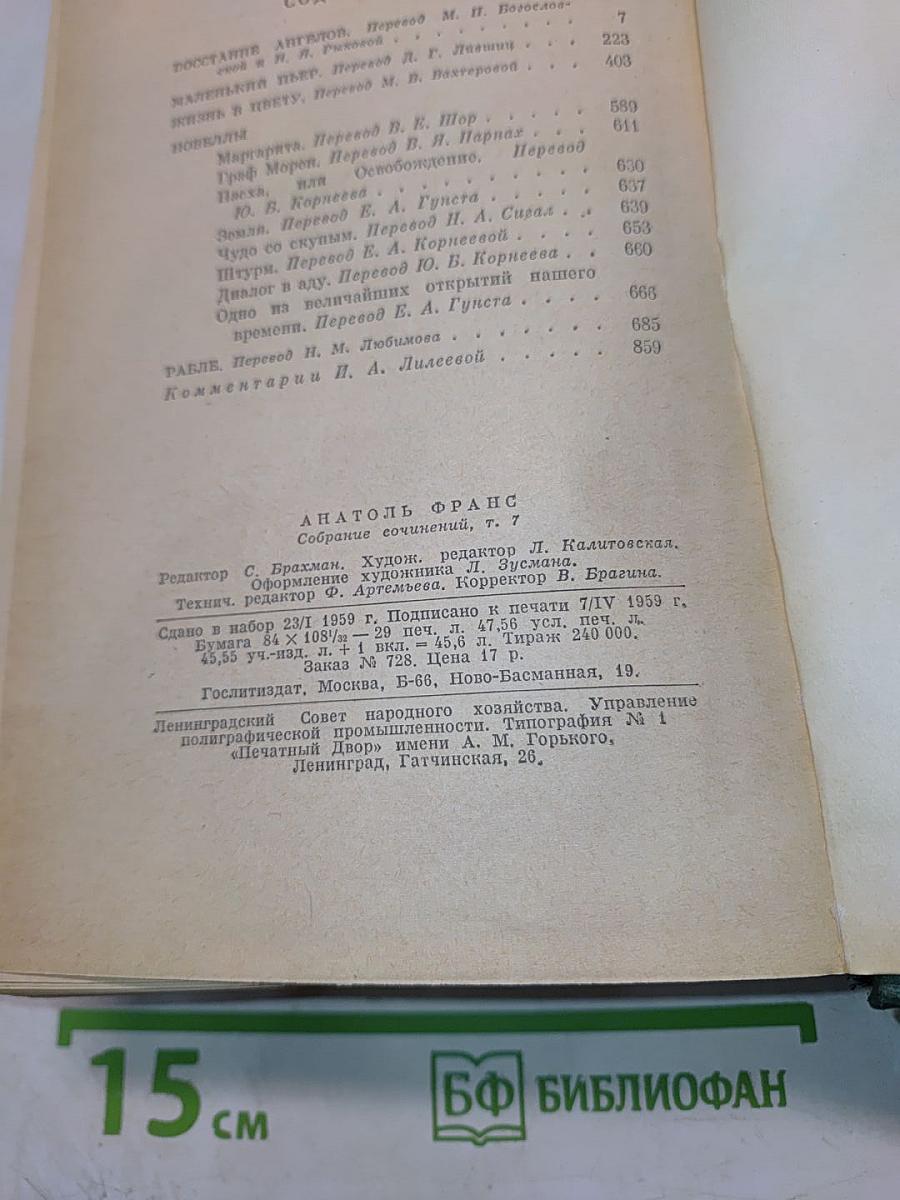 СОД
ВОССТАНИЕ АНГЕЛОВ. Перевод М. П. Богослов-
ской и Н. Я. Рыковой . . . . . . . . 7
МАЛЕНЬКИЙ ПЬЕР. Перевод Д. Г. Лившиц . . . 223
ЖИЗНЬ В ЦВЕТУ. Перевод М. В. Вахтеровой . . . 403
НОВЕЛЛЫ
Маргарита. Перевод В. Е. Шор . . . . . 589
Граф Морен. Перевод В. Я. Парнах . . . 611
Пасха, или Освобождение. Перевод
Ю. Б. Корнеева . . . . . . . . . 630
Земля. Перевод Е. А. Гунста . . . . . 637
Чудо со скупым. Перевод Н. А. Сигал . . 639
Штурм. Перевод Е. А. Корнеевой . . . . 653
Диалог в аду. Перевод Ю. Б. Корнеева . . 660
Одно из величайших открытий нашего
времени. Перевод Е. А. Гунста . . . . 666
РАБЛЕ. Перевод Н. М. Любимова . . . . . . 685
Комментарии И. А. Лилеевой . . . . . 859
АНАТОЛЬ ФРАНС
Собрание сочинений, т. 7
Редактор С. Брахман. Худож. редактор Л. Калитовская.
Оформление художника Л. Зусмана.
Технич. редактор Ф. Артемьева. Корректор В. Брагина.
Сдано в набор 23/I 1959 г. Подписано к печати 7/IV 1959 г.
Бумага 84 × 108¹/₃₂ — 29 печ. л. 47,56 усл. печ. л.
45,55 уч.-изд. л. + 1 вкл. = 45,6 л. Тираж 240 000.
Заказ № 728. Цена 17 р.
Гослитиздат, Москва, Б-66, Ново-Басманная, 19.
Ленинградский Совет народного хозяйства. Управление
полиграфической промышленности. Типография № 1
«Печатный Двор» имени А. М. Горького,
Ленинград, Гатчинская, 26.
15 см
БФ БИБЛИОФАН